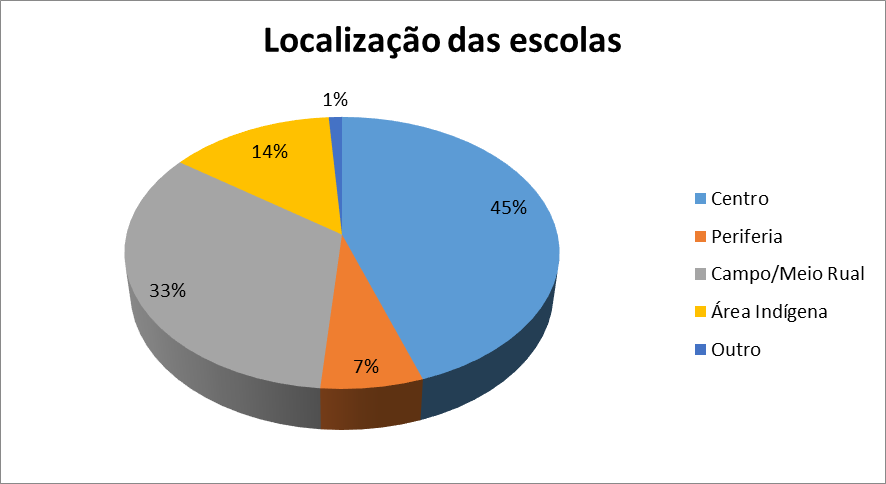 Localização das escolas
1%
14%
45%
33%
7%
Centro
Periferia
Campo/Meio Rual
Área Indígena
Outro